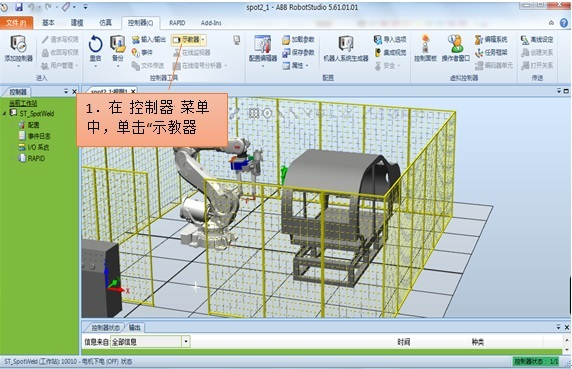 spot2_1 - ABB RobotStudio 5.61.01.01
文件(F) 基本 建模 仿真 控制器(C) RAPID Add-Ins
添加控制器 请求写权限 收回写权限 用户管理
重启 备份 输入/输出 事件 文件传送
示教器 在线监视器 在线信号分析器
配置编辑器 加载参数 保存参数 属性
机器人系统生成器 导入选项 集成视觉 安全
控制面板 操作者窗口 编程系统 任务框架 编码器单元
离线设定 创建关系 打开关系
进入 控制器工具 配置 虚拟控制器 传送
控制器
spot2_1:视图1
当前工作站
ST_SpotWeld
配置
事件日志
I/O 系统
RAPID
1. 在 控制器 菜单
中，单击“示教器
X
控制器状态 输出
信息来自 全部信息 时间 种类
ST_SpotWeld (工作站): 10010 - 电机下电 (OFF) 状态
控制器状态: 1/1